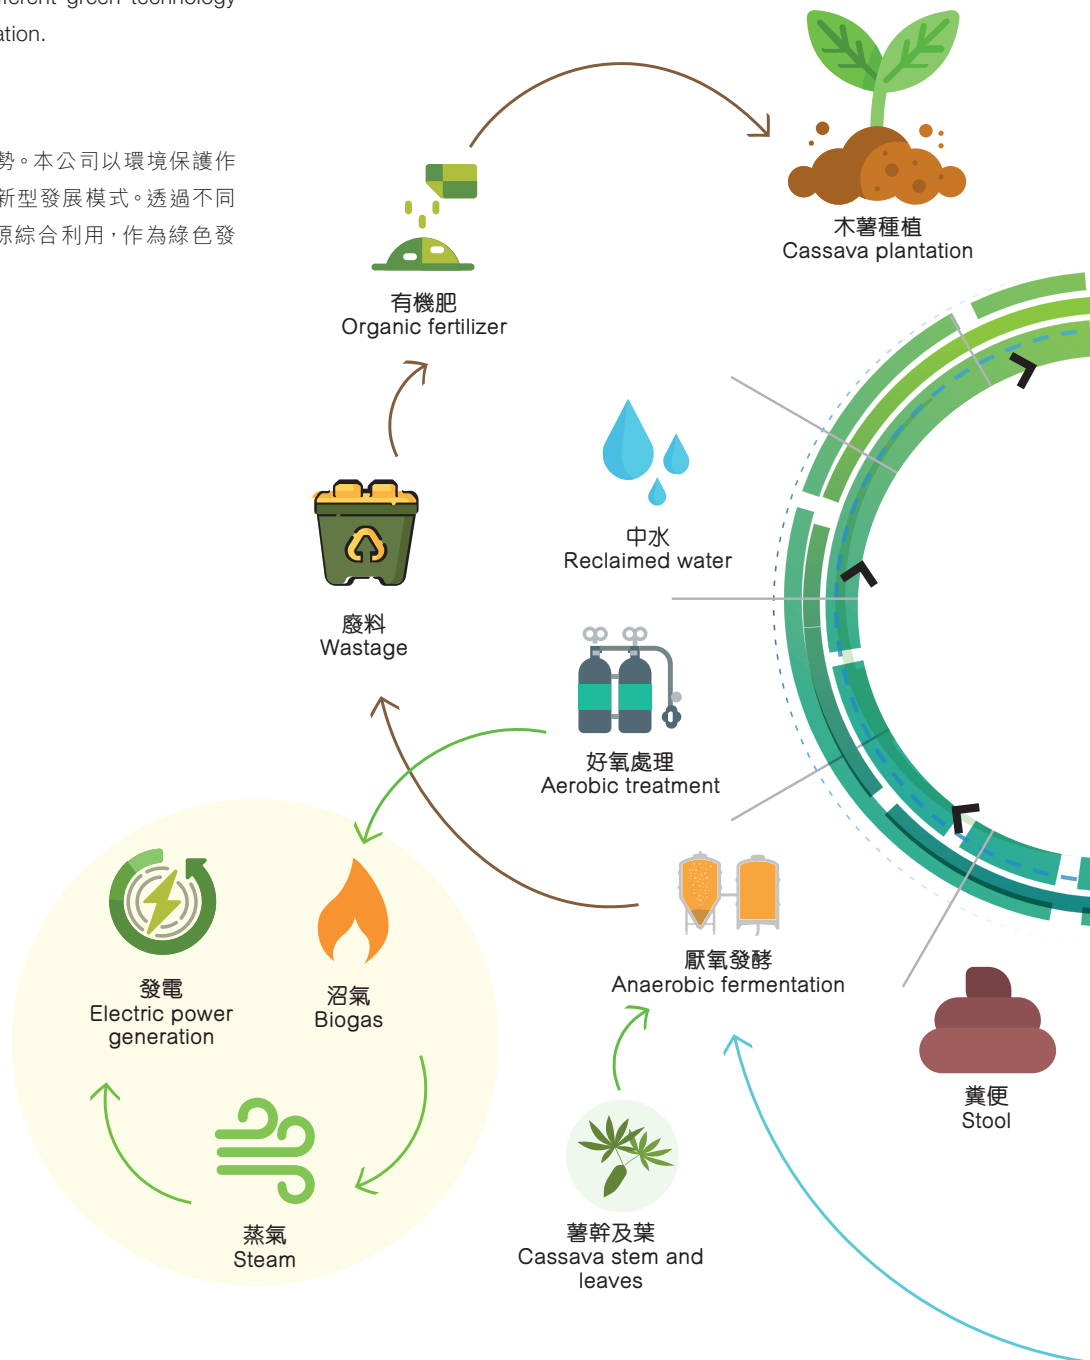 green technology
勢。本公司以環境保護作
新型發展模式。透過不同
源綜合利用，作為綠色發
木薯種植
Cassava plantation
有機肥
Organic fertilizer
中水
Reclaimed water
廢料
Wastage
好氧處理
Aerobic treatment
厭氧發酵
Anaerobic fermentation
發電
Electric power
generation
沼氣
Biogas
糞便
Stool
蒸氣
Steam
薯幹及葉
Cassava stem and
leaves